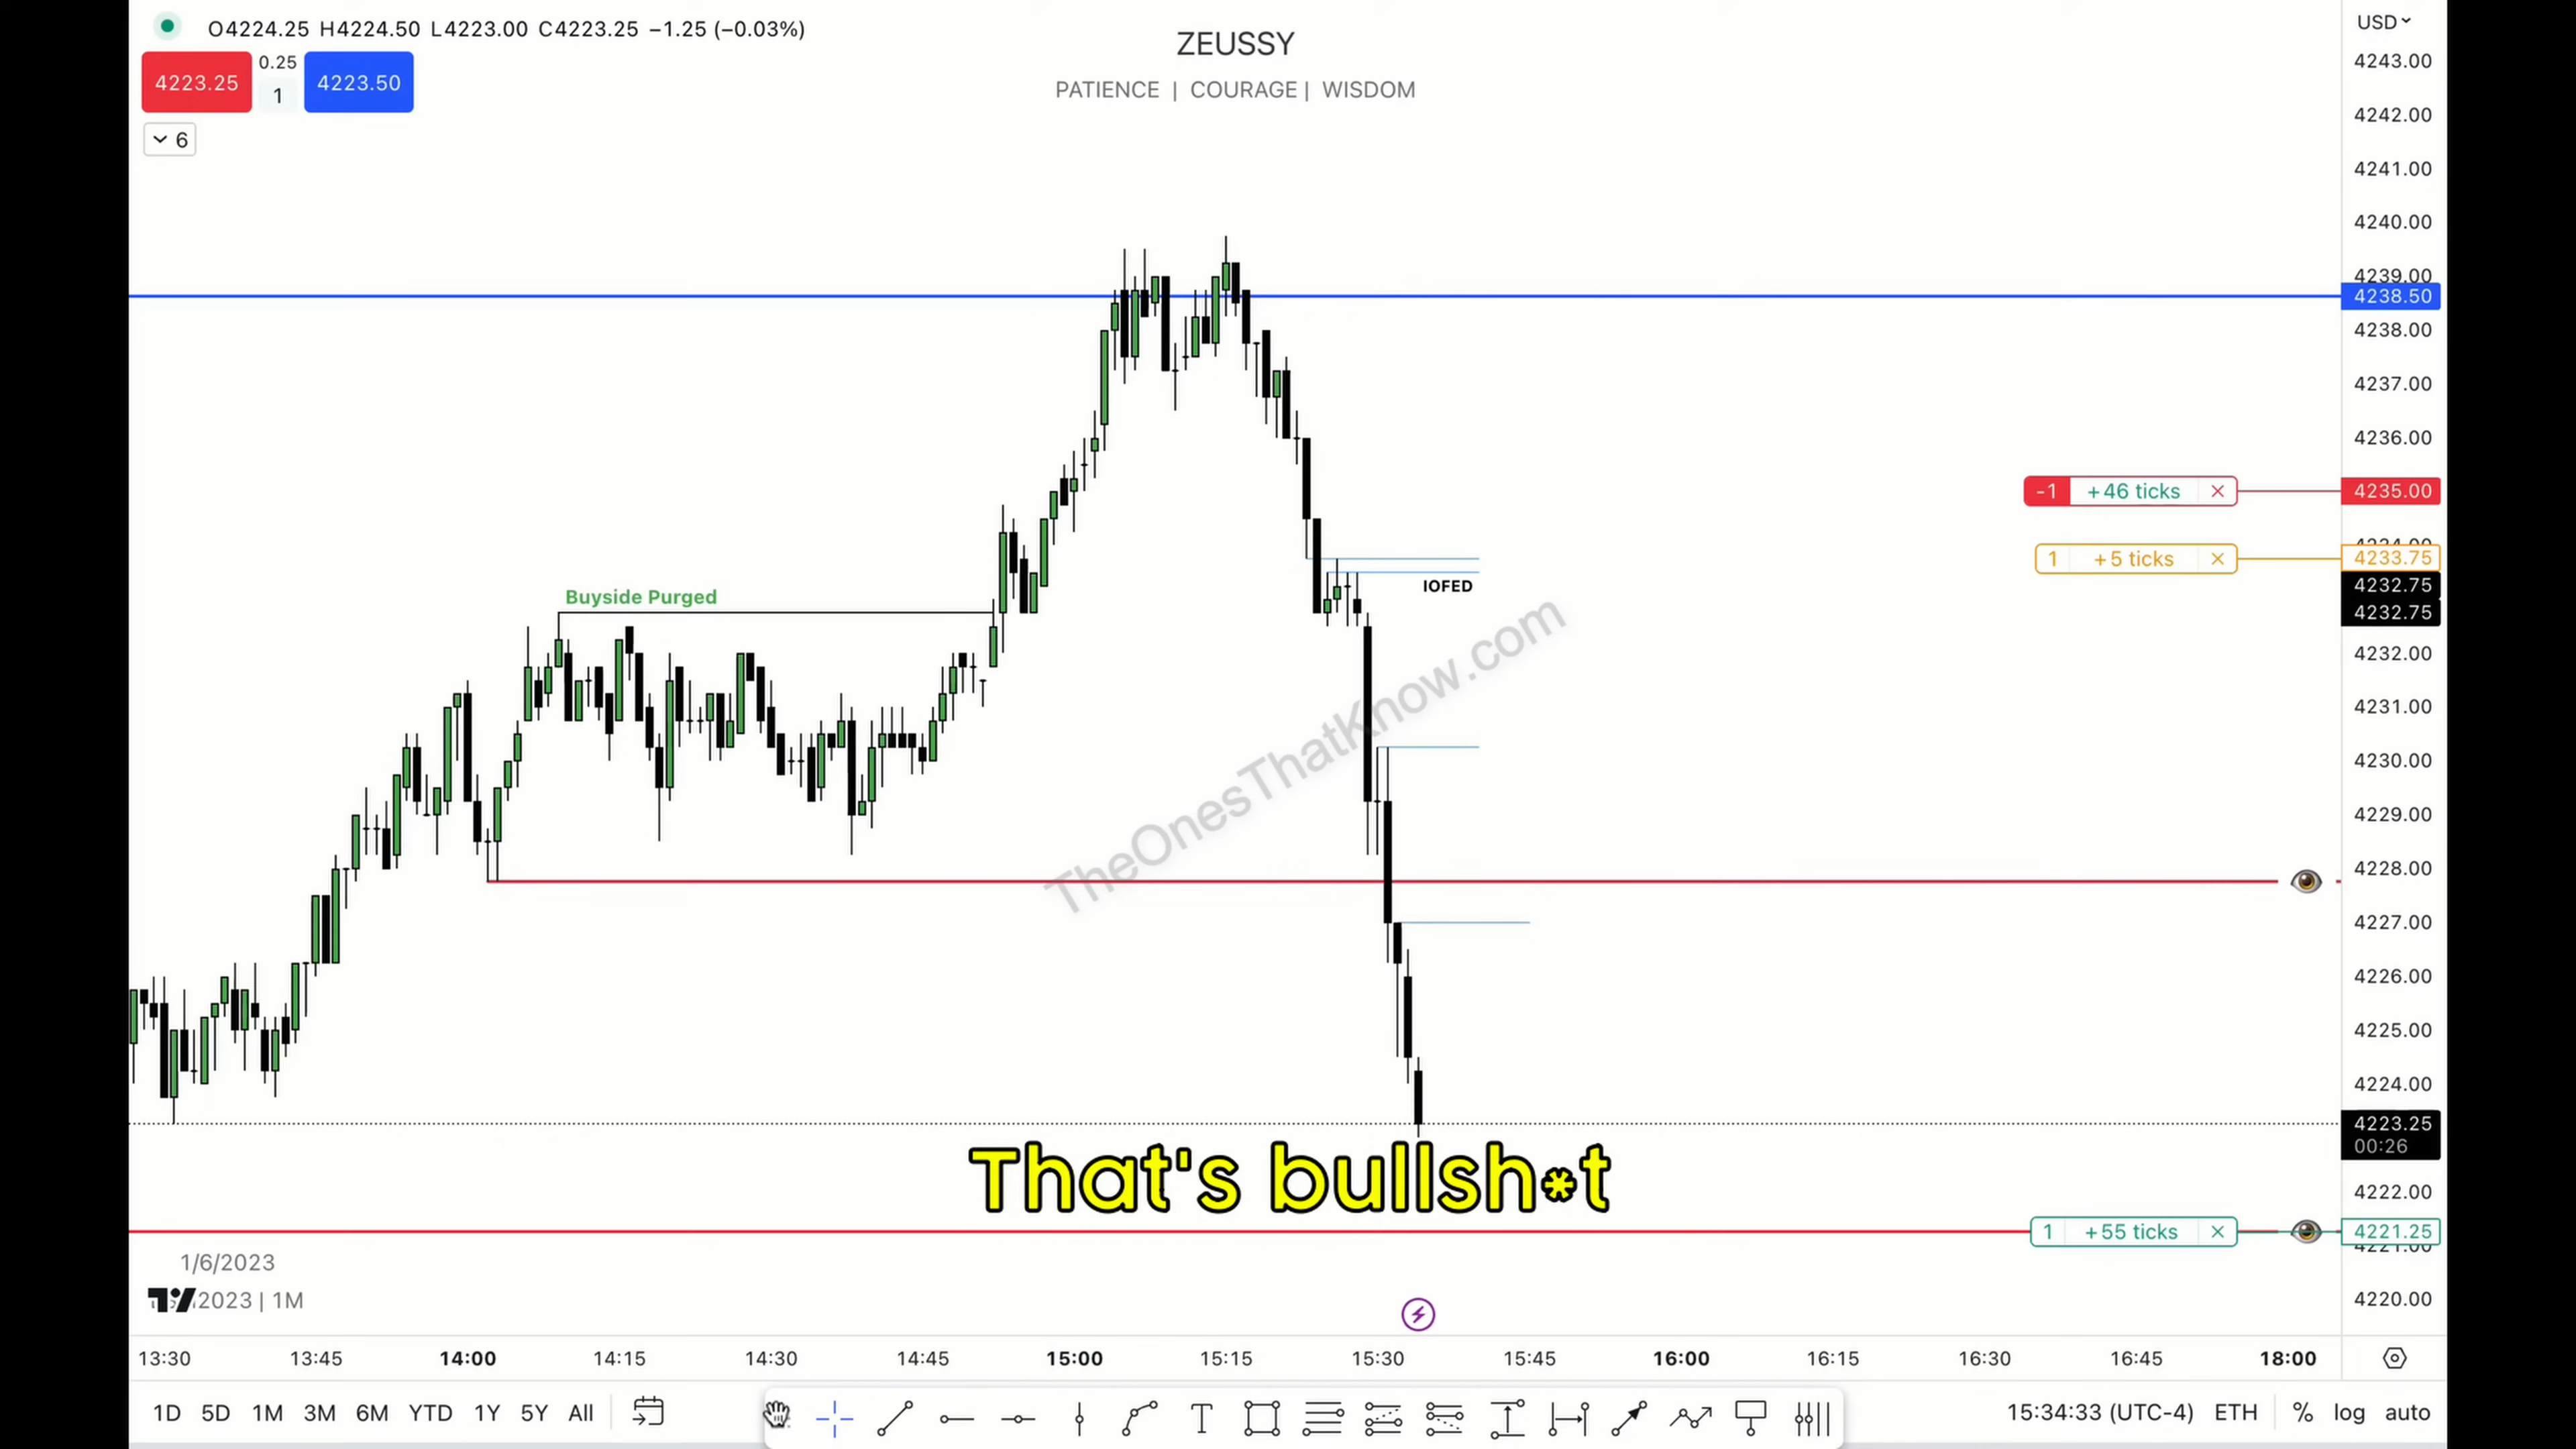 O4224.25 H4224.50 L4223.00 C4223.25 −1.25 (−0.03%)
4223.25
0.25
1
4223.50
6
ZEUSSY
PATIENCE | COURAGE | WISDOM
USD
4243.00
4242.00
4241.00
4240.00
4239.00
4238.50
4238.00
4237.00
4236.00
-1 +46 ticks 4235.00
1 +5 ticks 4233.75
4232.75
4232.75
4232.00
4231.00
4230.00
4229.00
4228.00
4227.00
4226.00
4225.00
4224.00
4223.25
00:26
4222.00
1 +55 ticks 4221.25
4221.00
4220.00
Buyside Purged
IOFED
TheOnesThatKnow.com
That's bullsh*t
1/6/2023
2023 | 1M
13:30 13:45 14:00 14:15 14:30 14:45 15:00 15:15 15:30 15:45 16:00 16:15 16:30 16:45 18:00
1D 5D 1M 3M 6M YTD 1Y 5Y All
15:34:33 (UTC-4) ETH % log auto